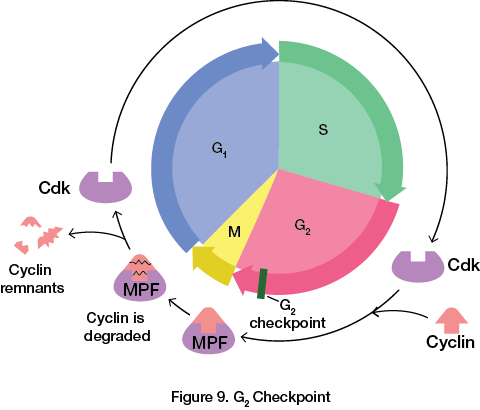 S
G₁
Cdk
G₂
M
Cyclin
remnants
MPF
Cyclin is
degraded
MPF
G₂
checkpoint
Cdk
Cyclin
Figure 9. G₂ Checkpoint